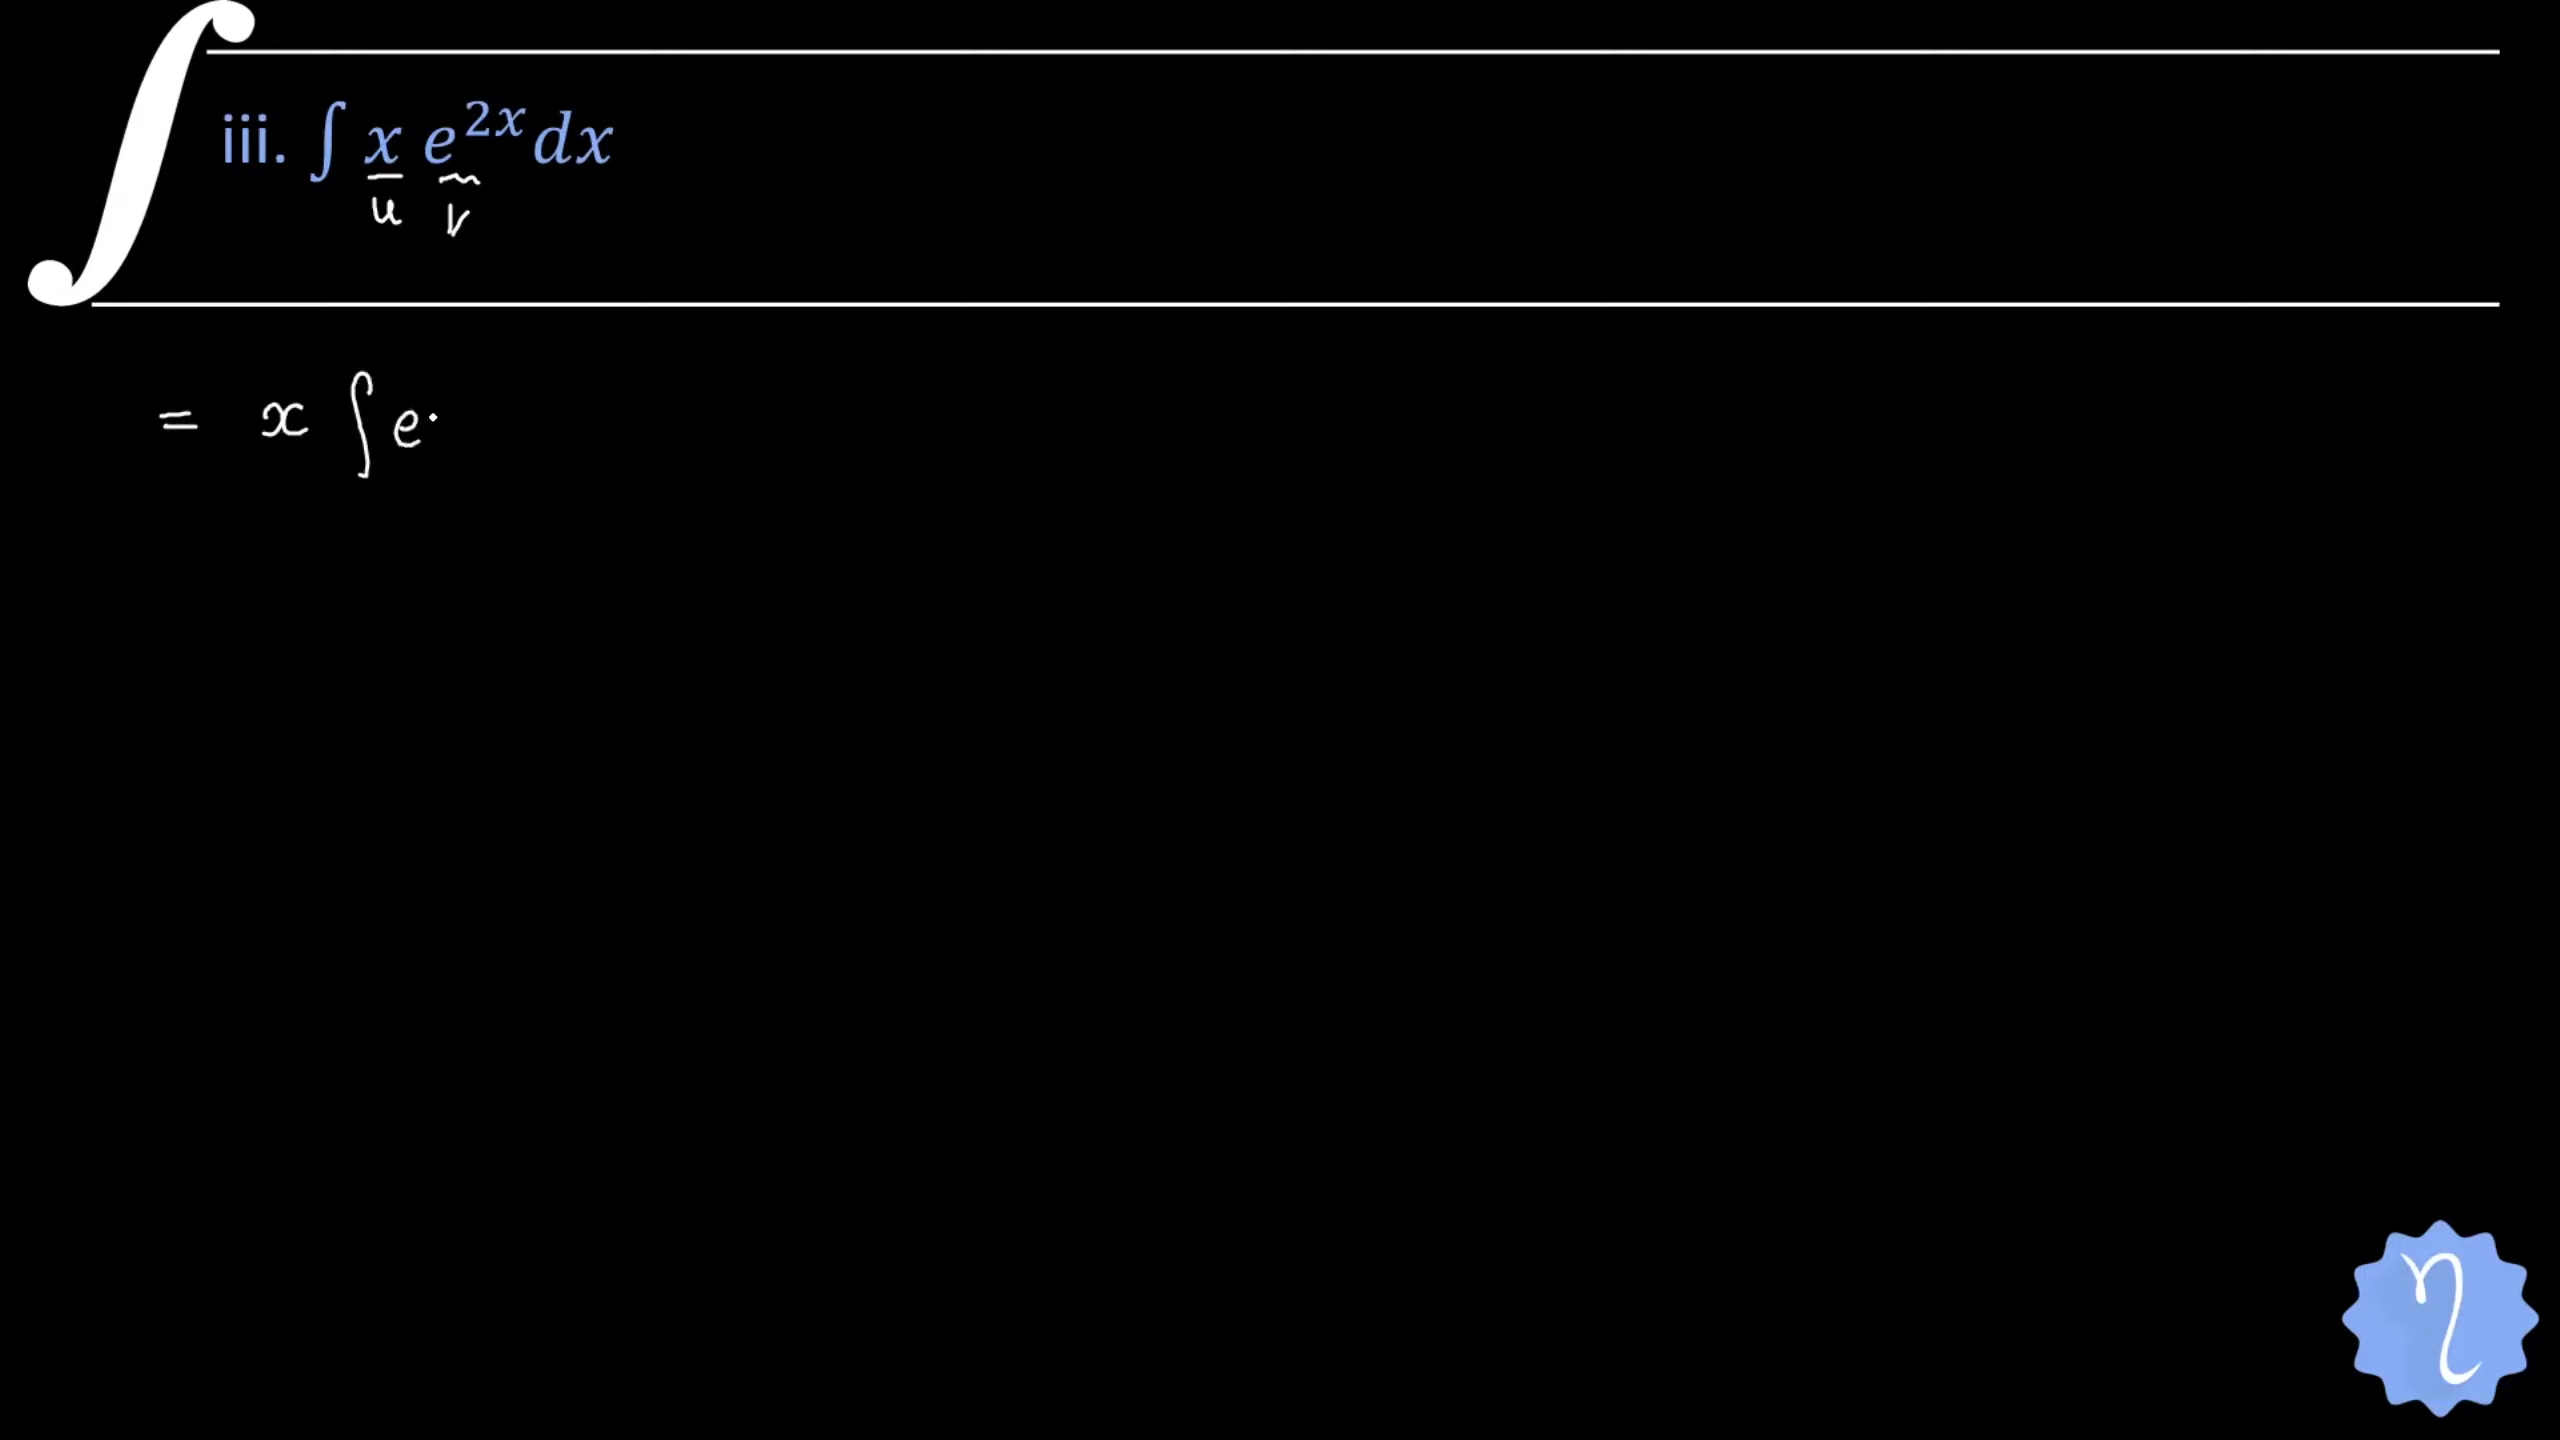 iii. ∫ x e^{2x} dx
u v
= x ∫ e·
η